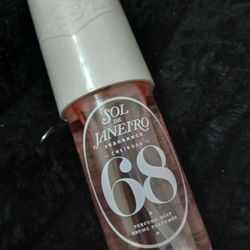 SOL
DE
JANEIRO
FRAGRANCE
CHEIROSA
68
PERFUME MIST
BRUME PARFUMÉE